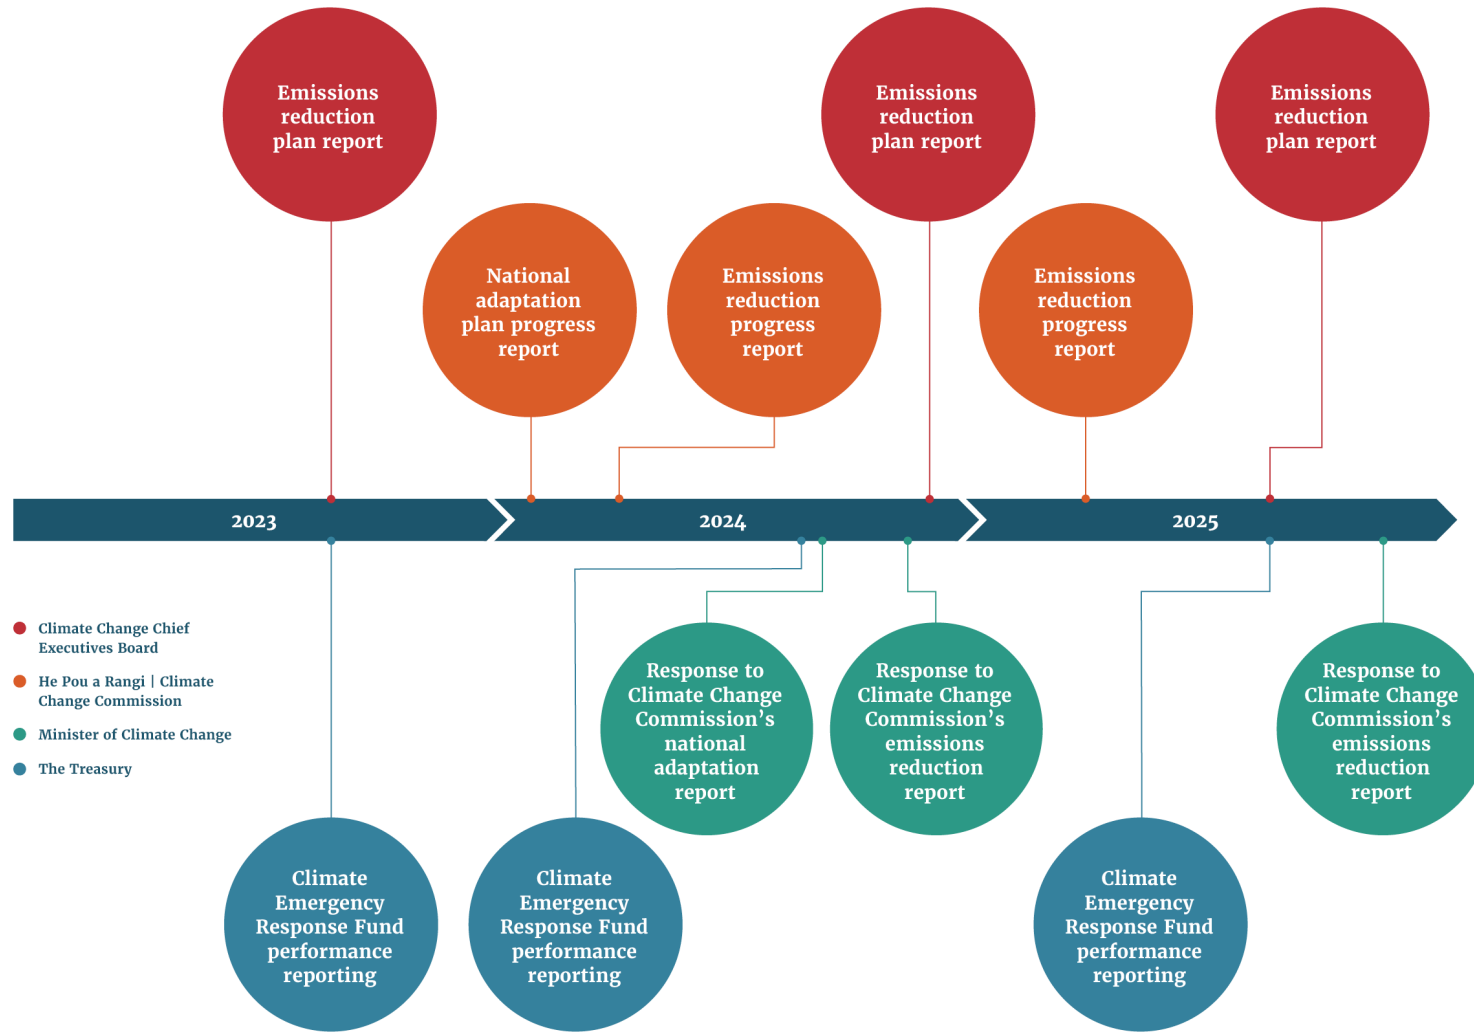 Emissions
reduction
plan report
Emissions
reduction
plan report
Emissions
reduction
plan report
National
adaptation
plan progress
report
Emissions
reduction
progress
report
Emissions
reduction
progress
report
2023
2024
2025
Climate Change Chief
Executives Board
He Pou a Rangi | Climate
Change Commission
Minister of Climate Change
The Treasury
Response to
Climate Change
Commission’s
national
adaptation
report
Response to
Climate Change
Commission’s
emissions
reduction
report
Response to
Climate Change
Commission’s
emissions
reduction
report
Climate
Emergency
Response Fund
performance
reporting
Climate
Emergency
Response Fund
performance
reporting
Climate
Emergency
Response Fund
performance
reporting